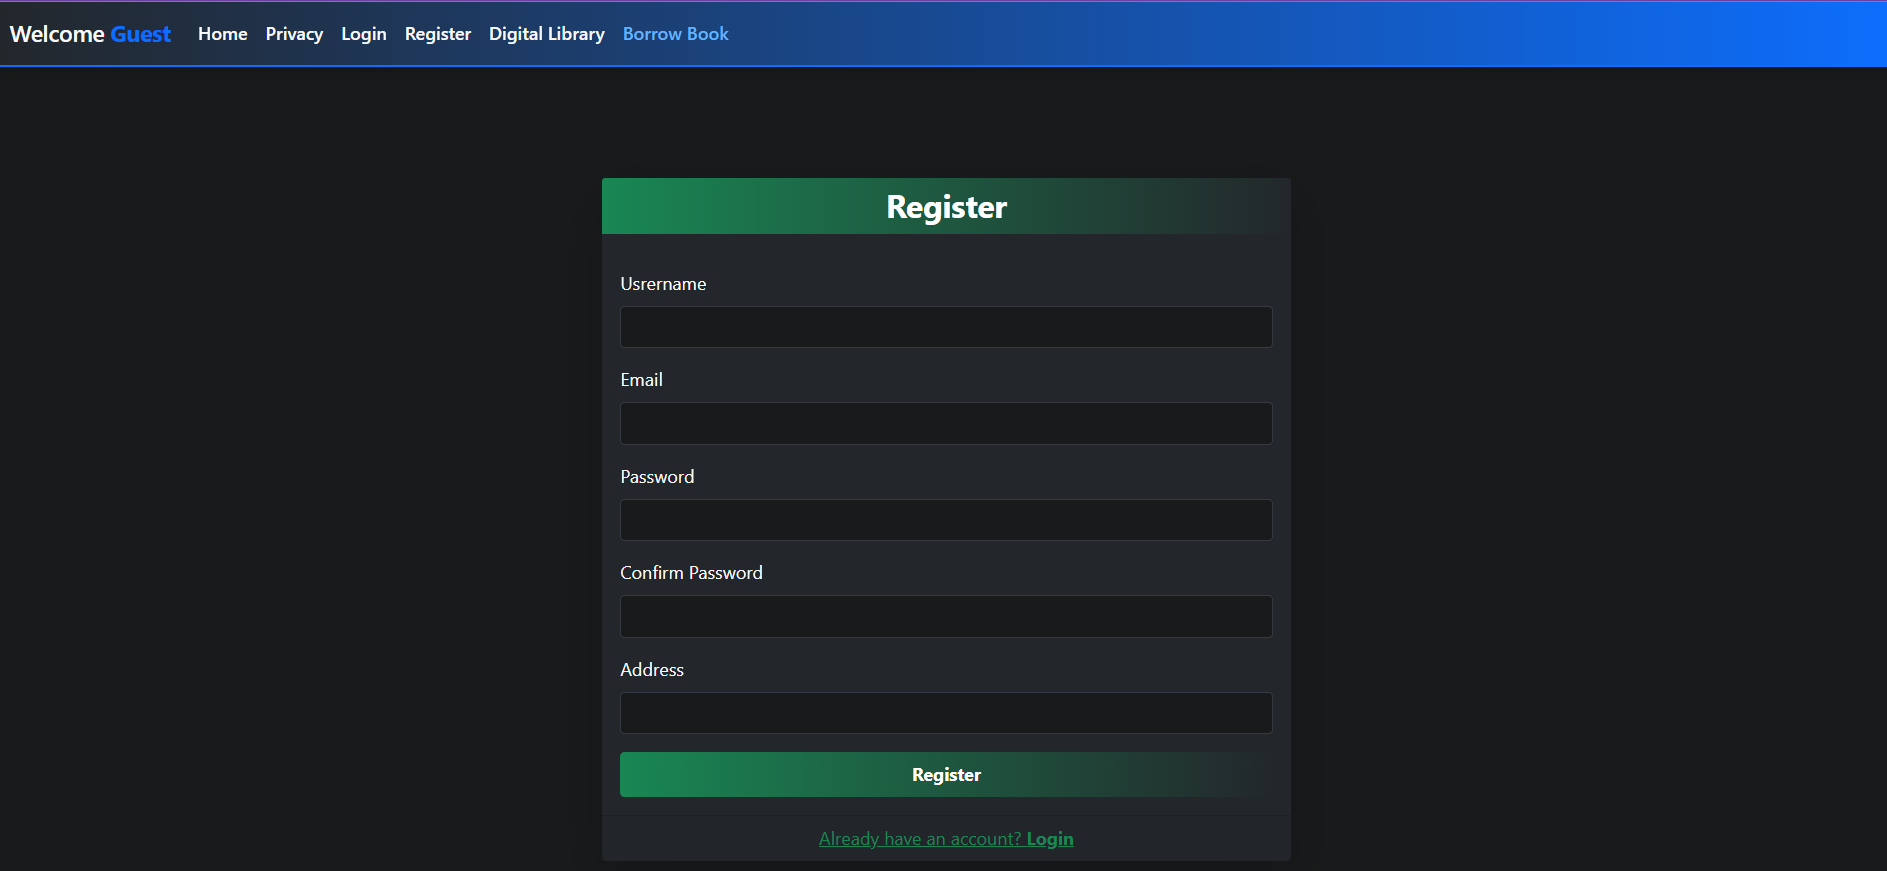 Welcome Guest Home Privacy Login Register Digital Library Borrow Book
Register
Usrername
Email
Password
Confirm Password
Address
Register
Already have an account? Login